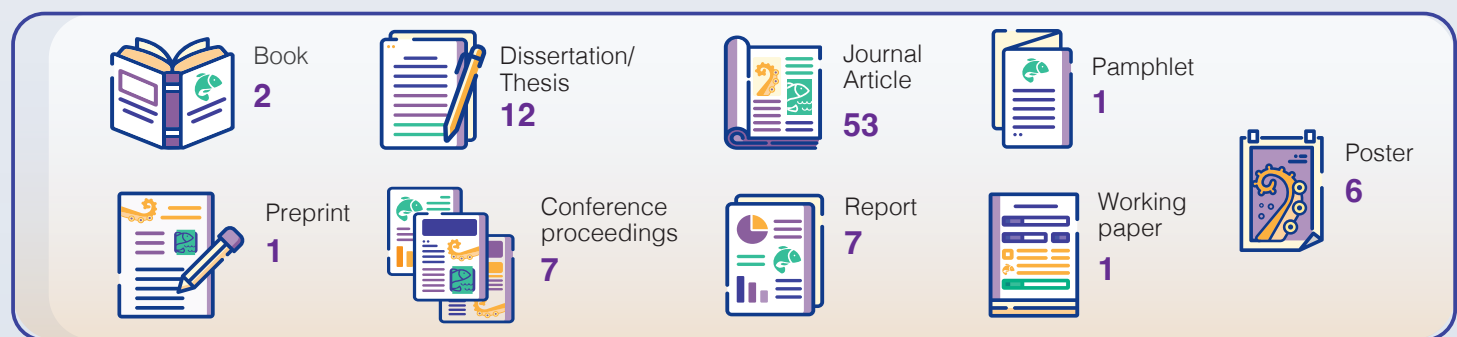 Book
2
Dissertation/
Thesis
12
Journal
Article
53
Pamphlet
1
Poster
6
Preprint
1
Conference
proceedings
7
Report
7
Working
paper
1